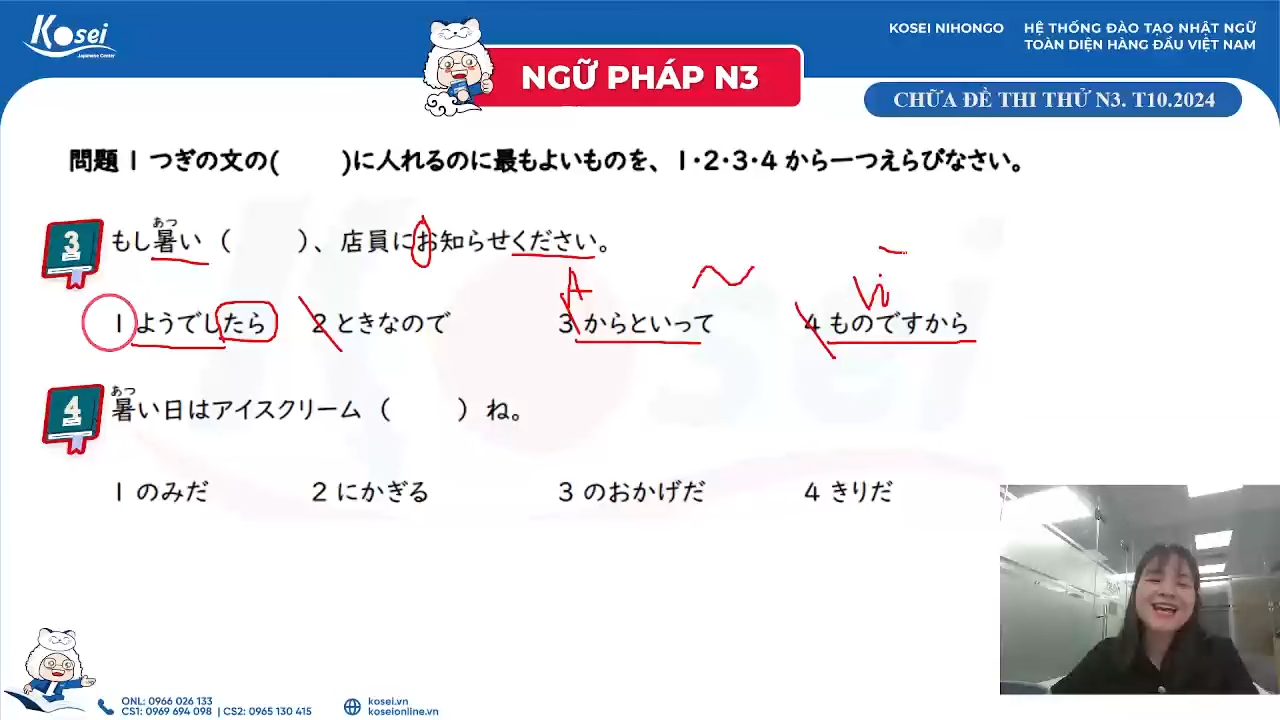 Kosei
Japanese Center
KOSEI NIHONGO
HỆ THỐNG ĐÀO TẠO NHẬT NGỮ
TOÀN DIỆN HÀNG ĐẦU VIỆT NAM
NGỮ PHÁP N3
CHỮA ĐỀ THI THỬ N3. T10.2024
問題 1 つぎの文の( )に入れるのに最もよいものを、1・2・3・4 から一つえらびなさい。
3
あつ
もし暑い ( )、店員にお知らせください。
A
Vì
1 ようでしたら 2 ときなので 3 からといって 4 ものですから
4
あつ
暑い日はアイスクリーム ( ) ね。
1 のみだ 2 にかぎる 3 のおかげだ 4 きりだ
ONL: 0966 026 133
CS1: 0969 694 098 | CS2: 0965 130 415
kosei.vn
koseionline.vn